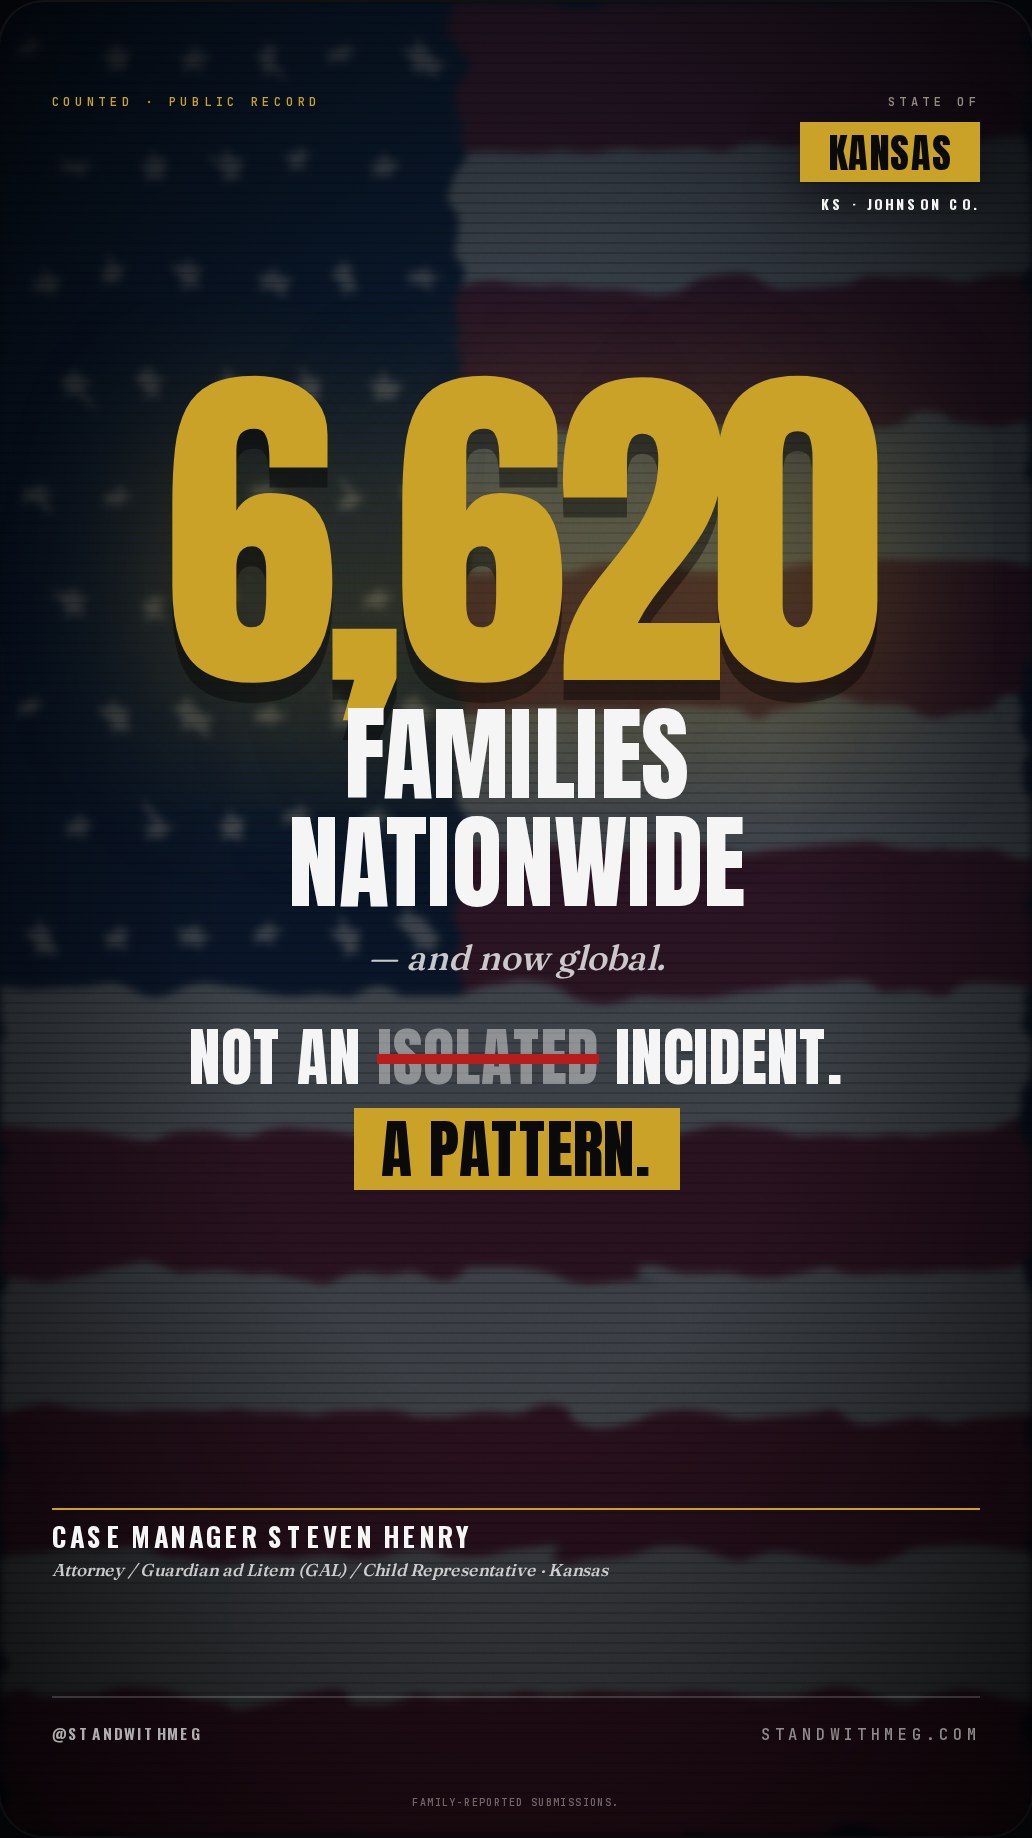 COUNTED · PUBLIC RECORD
STATE OF
KANSAS
KS · JOHNSON CO.
6,620
FAMILIES
NATIONWIDE
— and now global.
NOT AN ISOLATED INCIDENT.
A PATTERN.
CASE MANAGER STEVEN HENRY
Attorney / Guardian ad Litem (GAL) / Child Representative · Kansas
@STANDWITHMEG
STANDWITHMEG.COM
FAMILY-REPORTED SUBMISSIONS.